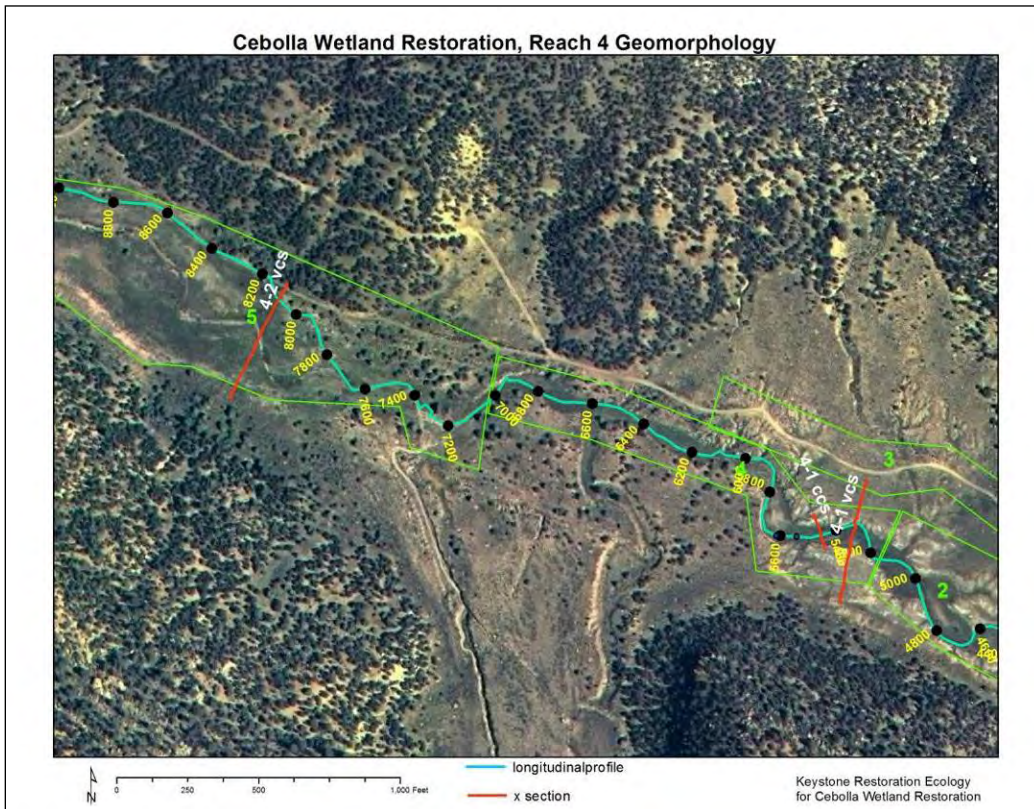 Cebolla Wetland Restoration, Reach 4 Geomorphology
8800
8600
8400
8200
4-2 vcs
5
8000
7800
7600
7400
7200
7000
6800
6600
6400
6200
4
3
4-1 ccs
4-1 vcs
5600
5000
2
4800
N
0 250 500 1,000 Feet
longitudinalprofile
x section
Keystone Restoration Ecology
for Cebolla Wetland Restoration